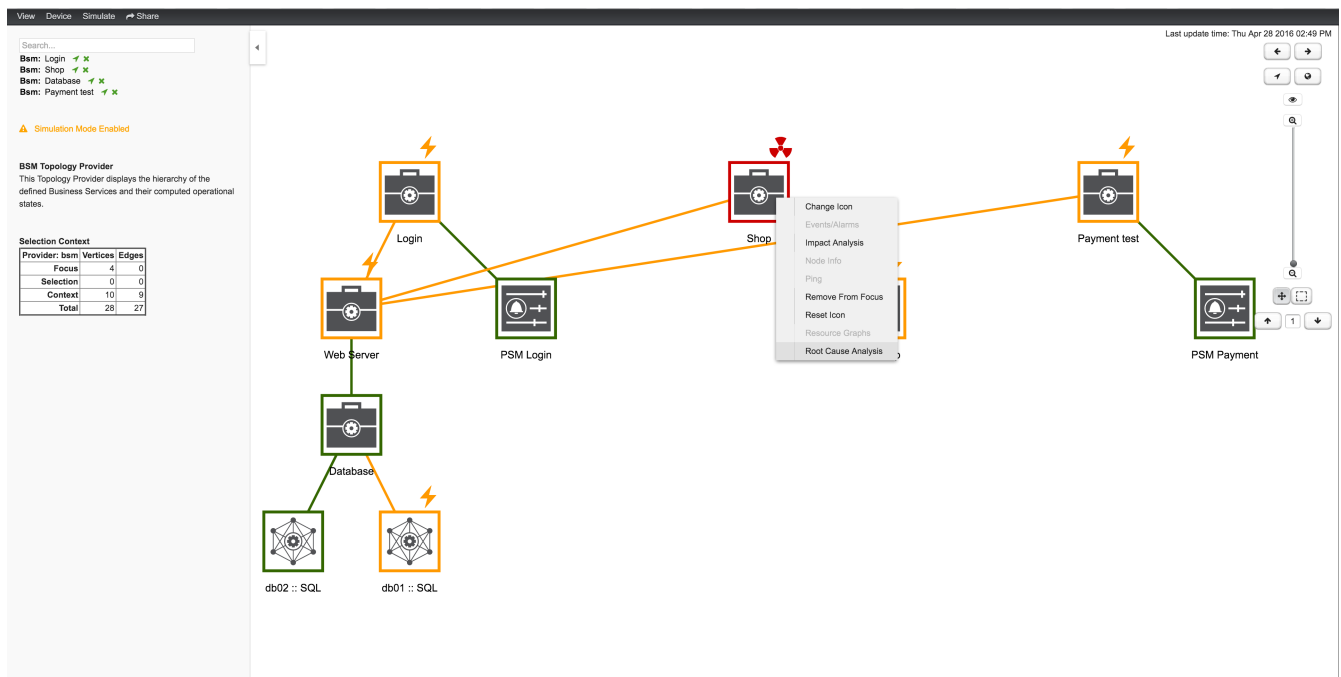 View Device Simulate Share
Last update time: Thu Apr 28 2016 02:49 PM
Search...
Bsm: Login
Bsm: Shop
Bsm: Database
Bsm: Payment test
Simulation Mode Enabled
BSM Topology Provider
This Topology Provider displays the hierarchy of the
defined Business Services and their computed operational
states.
Selection Context
Provider: bsm Vertices Edges
Focus 4 0
Selection 0 0
Context 10 9
Total 28 27
Login
Shop
Payment test
Change Icon
Events/Alarms
Impact Analysis
Node Info
Ping
Remove From Focus
Reset Icon
Resource Graphs
Root Cause Analysis
1
Web Server
PSM Login
PSM Payment
Database
db02 :: SQL
db01 :: SQL